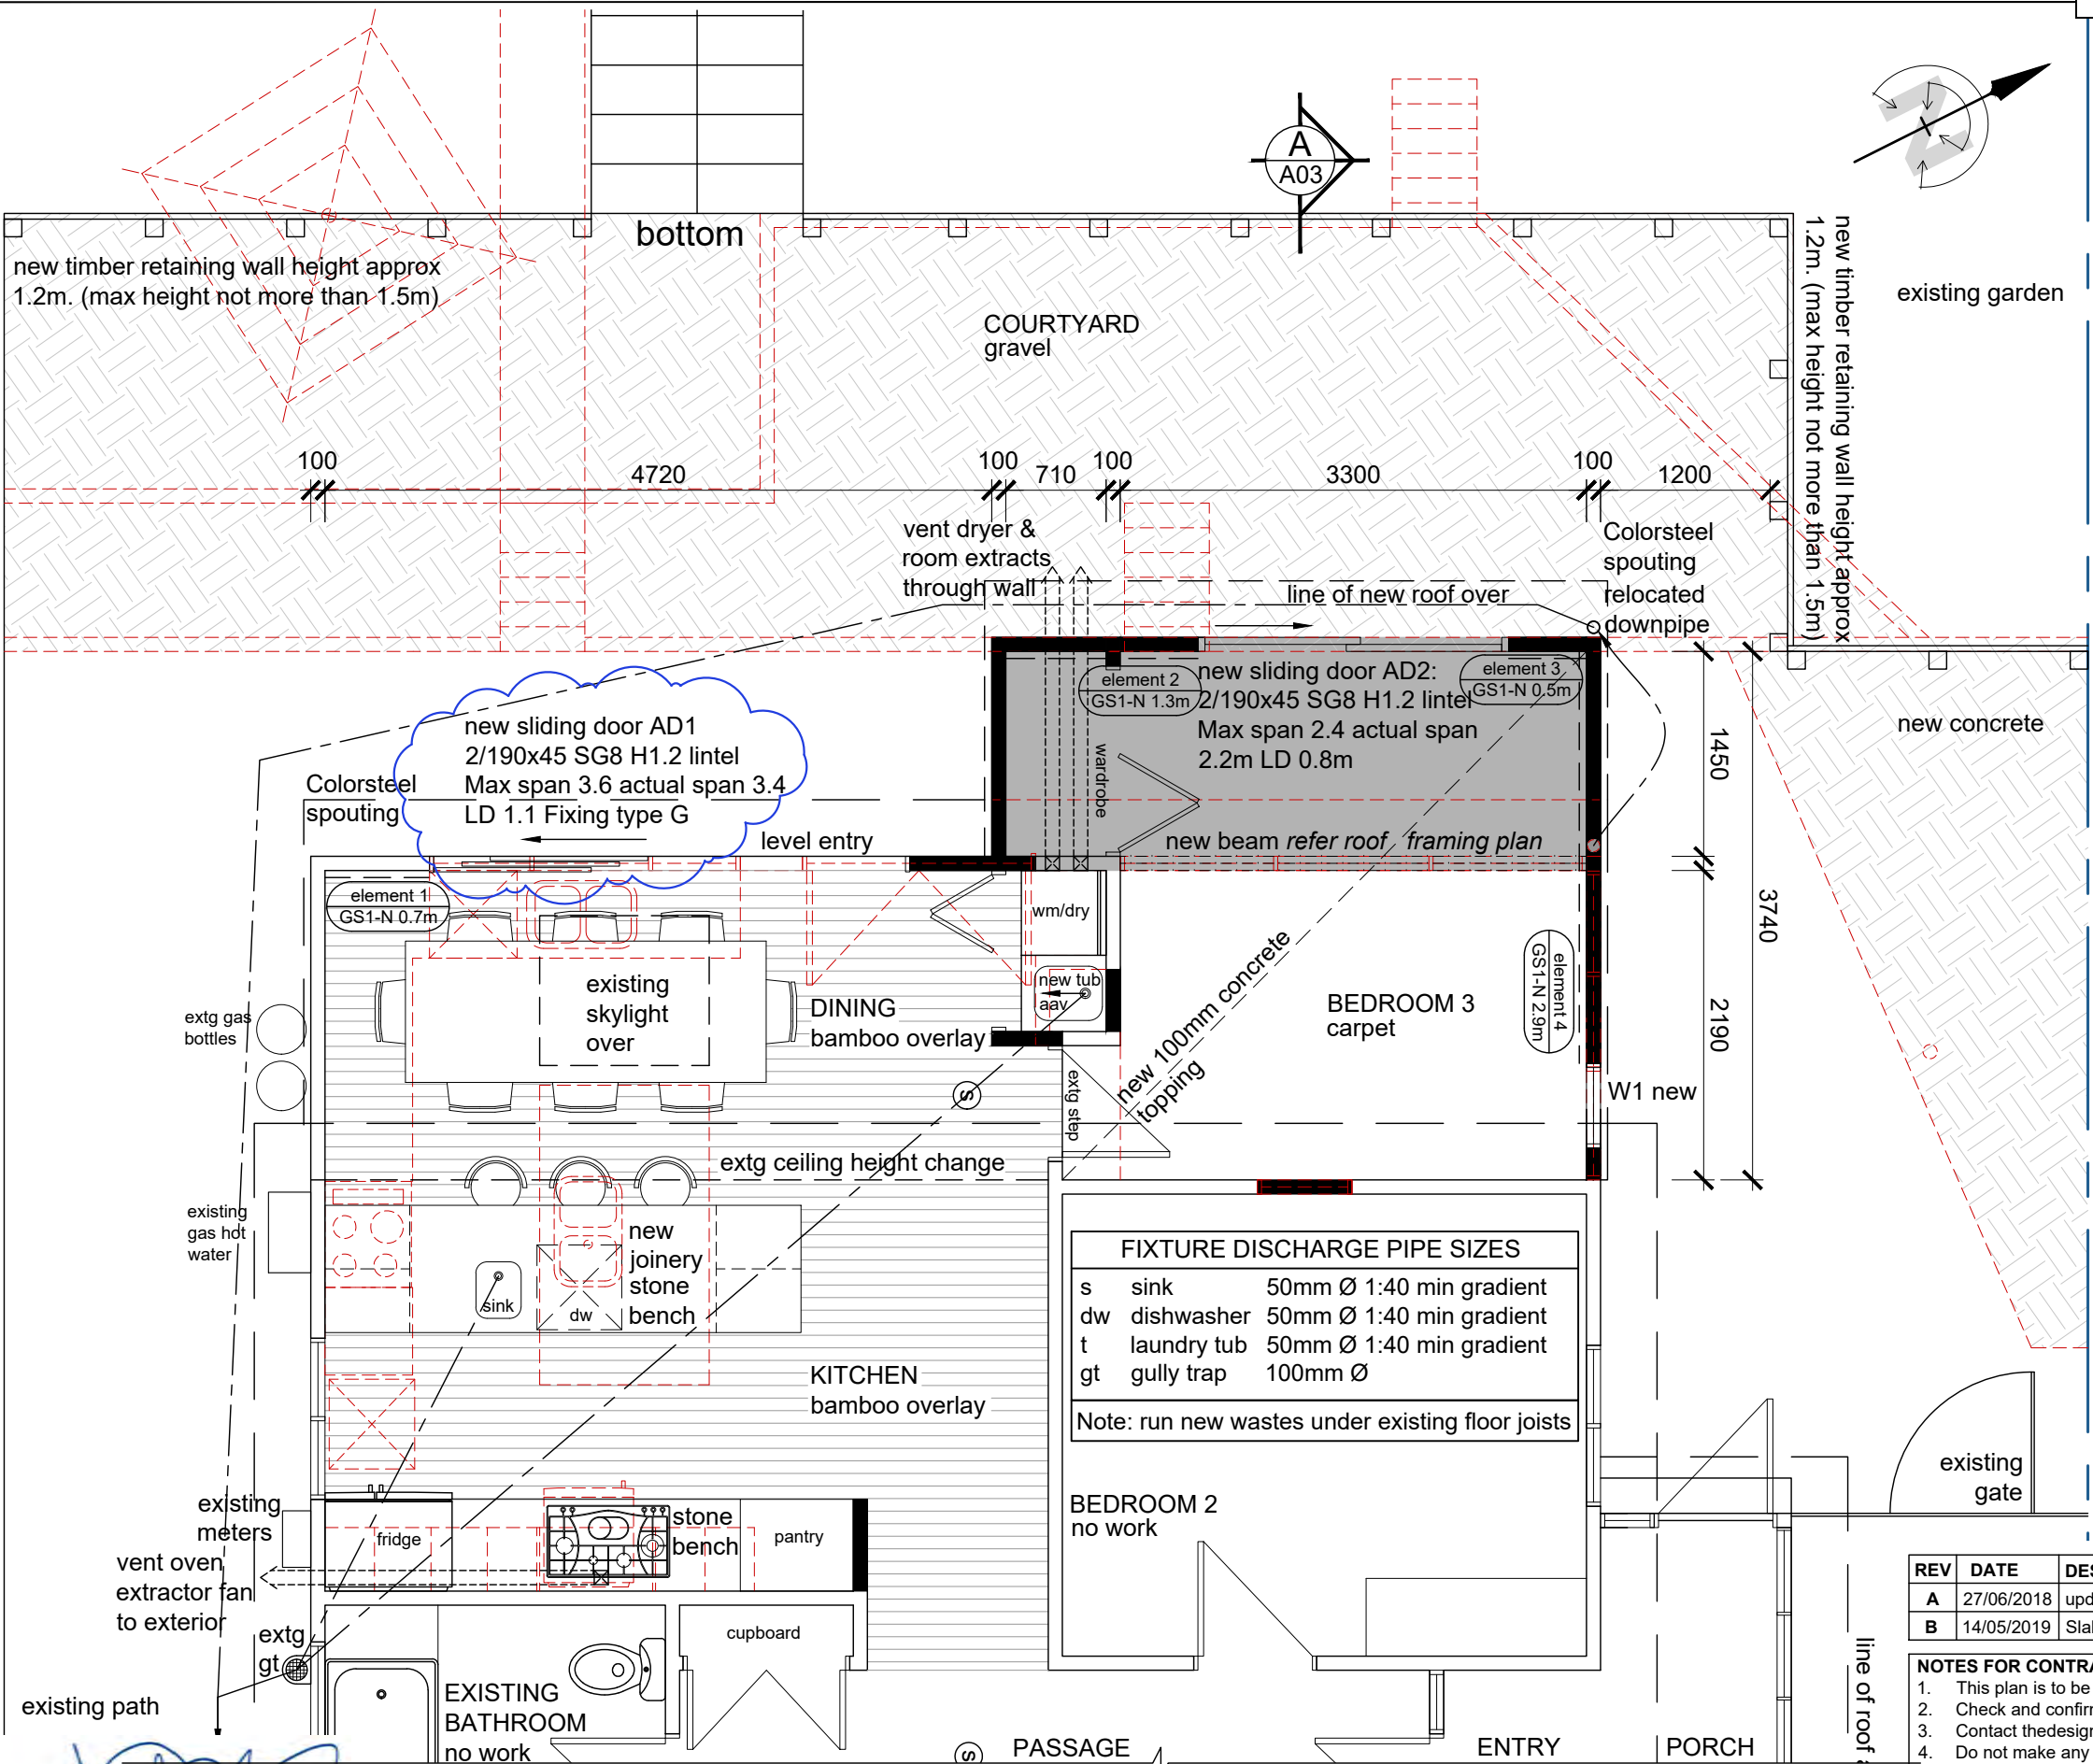 A
A03
N
bottom
new timber retaining wall height approx
1.2m. (max height not more than 1.5m)
COURTYARD
gravel
new timber retaining wall height approx
1.2m. (max height not more than 1.5m)
existing garden
100
4720
100
710
100
3300
100
1200
vent dryer &
room extracts
through wall
line of new roof over
Colorsteel
spouting
relocated
downpipe
new sliding door AD1
2/190x45 SG8 H1.2 lintel
Max span 3.6 actual span 3.4
LD 1.1 Fixing type G
Colorsteel
spouting
level entry
element 2
GS1-N 1.3m
new sliding door AD2:
2/190x45 SG8 H1.2 lintel
Max span 2.4 actual span
2.2m LD 0.8m
element 3
GS1-N 0.5m
wardrobe
new beam refer roof framing plan
1450
3740
2190
new concrete
element 1
GS1-N 0.7m
wm/dry
new tub
aav
existing
skylight
over
DINING
bamboo overlay
new 100mm concrete
topping
BEDROOM 3
carpet
element 4
GS1-N 2.9m
extg gas
bottles
s
extg step
W1 new
extg ceiling height change
existing
gas hot
water
new
joinery
stone
bench
sink
dw
FIXTURE DISCHARGE PIPE SIZES
s sink 50mm Ø 1:40 min gradient
dw dishwasher 50mm Ø 1:40 min gradient
t laundry tub 50mm Ø 1:40 min gradient
gt gully trap 100mm Ø
Note: run new wastes under existing floor joists
KITCHEN
bamboo overlay
existing
meters
fridge
stone
bench
pantry
BEDROOM 2
no work
existing
gate
vent oven
extractor fan
to exterior
extg
gt
cupboard
existing path
EXISTING
BATHROOM
no work
s
PASSAGE
ENTRY
PORCH
line of roof
REV DATE
A 27/06/2018
B 14/05/2019
NOTES FOR
1. This plan is to be
2. Check and
3. Contact
4. Do not make any